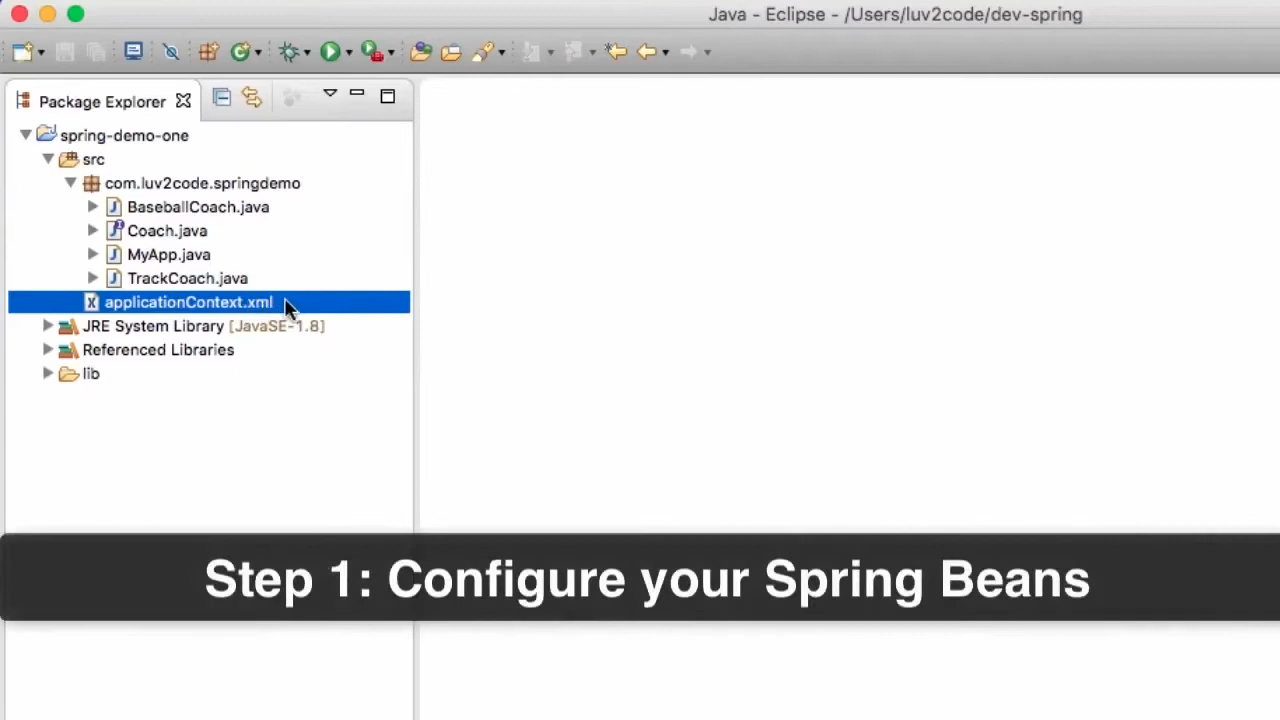 Java - Eclipse - /Users/luv2code/dev-spring
Package Explorer
spring-demo-one
src
com.luv2code.springdemo
BaseballCoach.java
Coach.java
MyApp.java
TrackCoach.java
applicationContext.xml
JRE System Library [JavaSE-1.8]
Referenced Libraries
lib
Step 1: Configure your Spring Beans